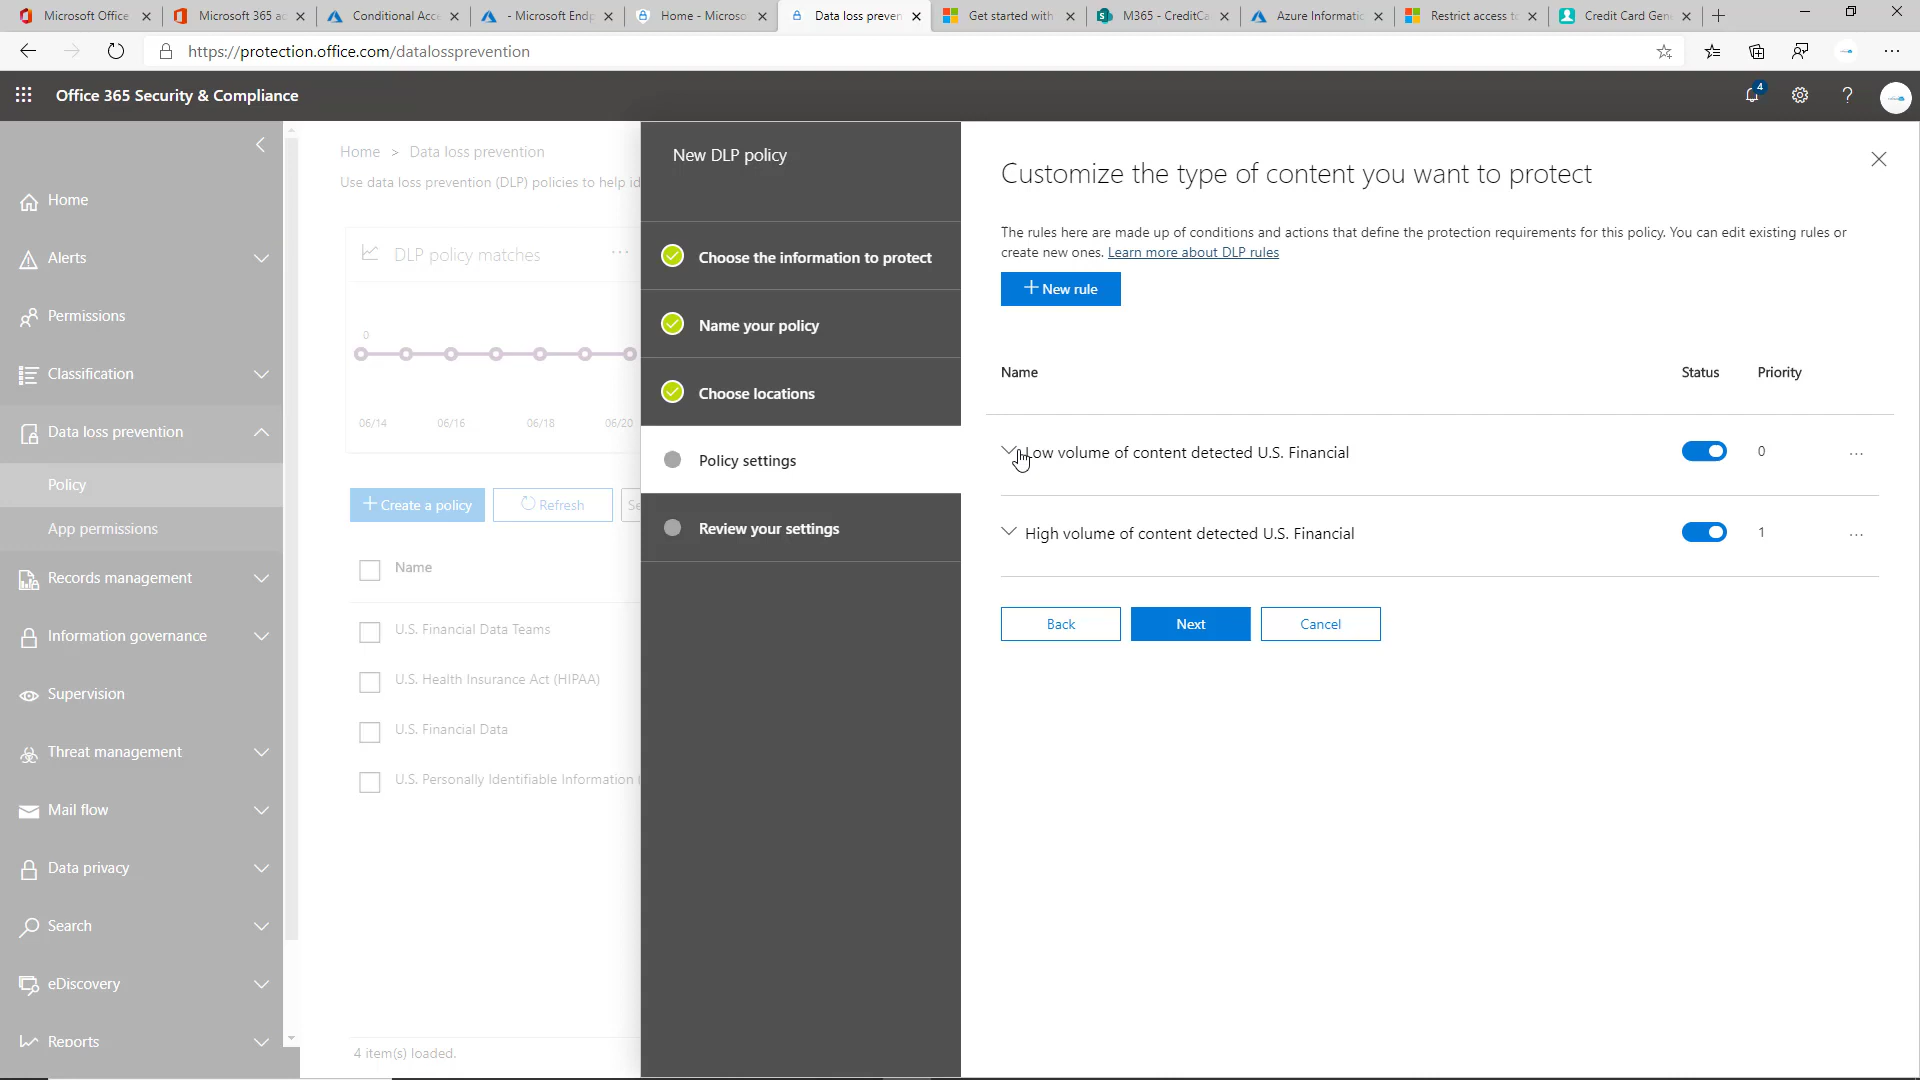 Microsoft Office
Microsoft 365 a
Conditional Acce
- Microsoft Endp
Home - Microso
Data loss preven
Get started with
M365 - CreditCa
Azure Informatic
Restrict access to
Credit Card Gen
https://protection.office.com/datalossprevention
Office 365 Security & Compliance
4
?
Home
Alerts
Permissions
Classification
Data loss prevention
Policy
App permissions
Records management
Information governance
Supervision
Threat management
Mail flow
Data privacy
Search
eDiscovery
Reports
Home > Data loss prevention
Use data loss prevention (DLP) policies to help id
DLP policy matches
0
06/14 06/16 06/18 06/20
Create a policy
Refresh
Se
Name
U.S. Financial Data Teams
U.S. Health Insurance Act (HIPAA)
U.S. Financial Data
U.S. Personally Identifiable Information
4 item(s) loaded.
New DLP policy
Choose the information to protect
Name your policy
Choose locations
Policy settings
Review your settings
Customize the type of content you want to protect
The rules here are made up of conditions and actions that define the protection requirements for this policy. You can edit existing rules or
create new ones. Learn more about DLP rules
New rule
Name Status Priority
Low volume of content detected U.S. Financial 0
High volume of content detected U.S. Financial 1
Back
Next
Cancel